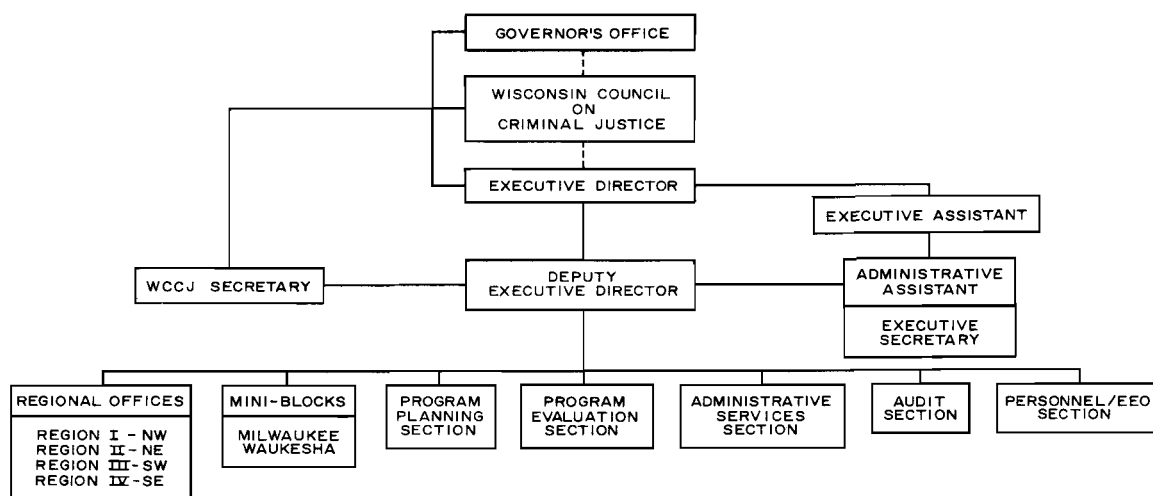 GOVERNOR'S OFFICE
WISCONSIN COUNCIL
ON
CRIMINAL JUSTICE
EXECUTIVE DIRECTOR
EXECUTIVE ASSISTANT
WCCJ SECRETARY
DEPUTY
EXECUTIVE DIRECTOR
ADMINISTRATIVE
ASSISTANT
EXECUTIVE
SECRETARY
REGIONAL OFFICES
REGION I - NW
REGION II - NE
REGION III - SW
REGION IV - SE
MINI-BLOCKS
MILWAUKEE
WAUKESHA
PROGRAM
PLANNING
SECTION
PROGRAM
EVALUATION
SECTION
ADMINISTRATIVE
SERVICES
SECTION
AUDIT
SECTION
PERSONNEL/EEO
SECTION